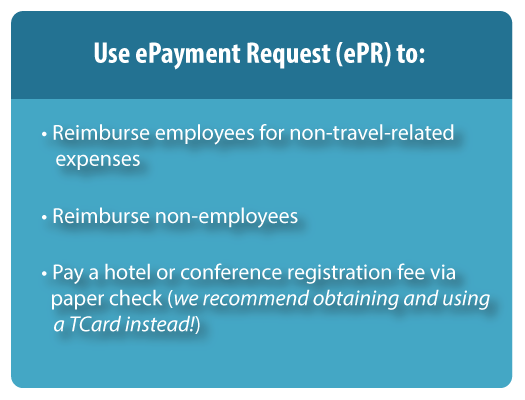 Use ePayment Request (ePR) to:
• Reimburse employees for non-travel-related
expenses
• Reimburse non-employees
• Pay a hotel or conference registration fee via
paper check (we recommend obtaining and using
a TCard instead!)